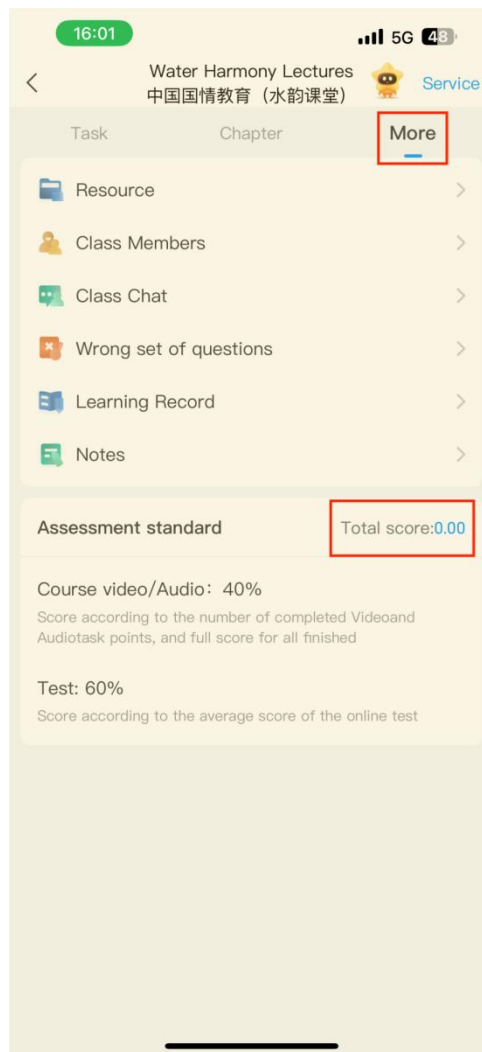 16:01
5G 48
Water Harmony Lectures
中国国情教育（水韵课堂）
Service
Task Chapter More
Resource
Class Members
Class Chat
Wrong set of questions
Learning Record
Notes
Assessment standard Total score:0.00
Course video/Audio: 40%
Score according to the number of completed Videoand
Audiotask points, and full score for all finished
Test: 60%
Score according to the average score of the online test